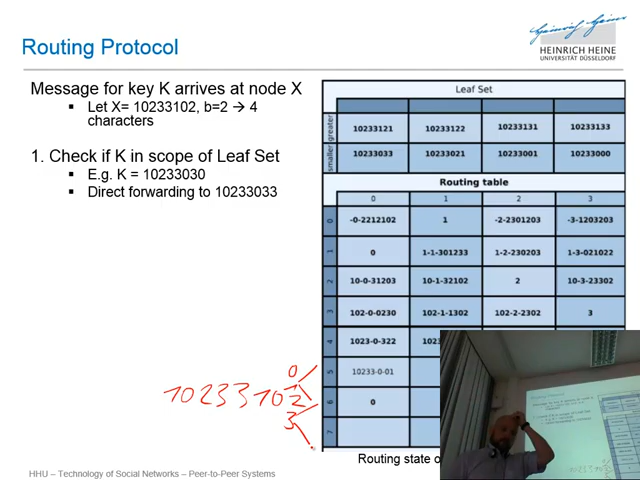 Routing Protocol
HEINRICH HEINE
UNIVERSITÄT DÜSSELDORF
Message for key K arrives at node X
Let X= 10233102, b=2 → 4
characters
1. Check if K in scope of Leaf Set
E.g. K = 10233030
Direct forwarding to 10233033
Leaf Set
greater 10233121 10233122 10233131 10233133
smaller 10233033 10233021 10233001 10233000
Routing table
0 1 2 3
0 -0-2212102 1 -2-2301203 -3-1203203
1 0 1-1-301233 1-2-230203 1-3-021022
2 10-0-31203 10-1-32102 2 10-3-23302
3 102-0-0230 102-1-1302 102-2-2302 3
4 1023-0-322
5 10233-0-01
6 0
7
0
1
10233102
3
Routing state
HHU – Technology of Social Networks – Peer-to-Peer Systems